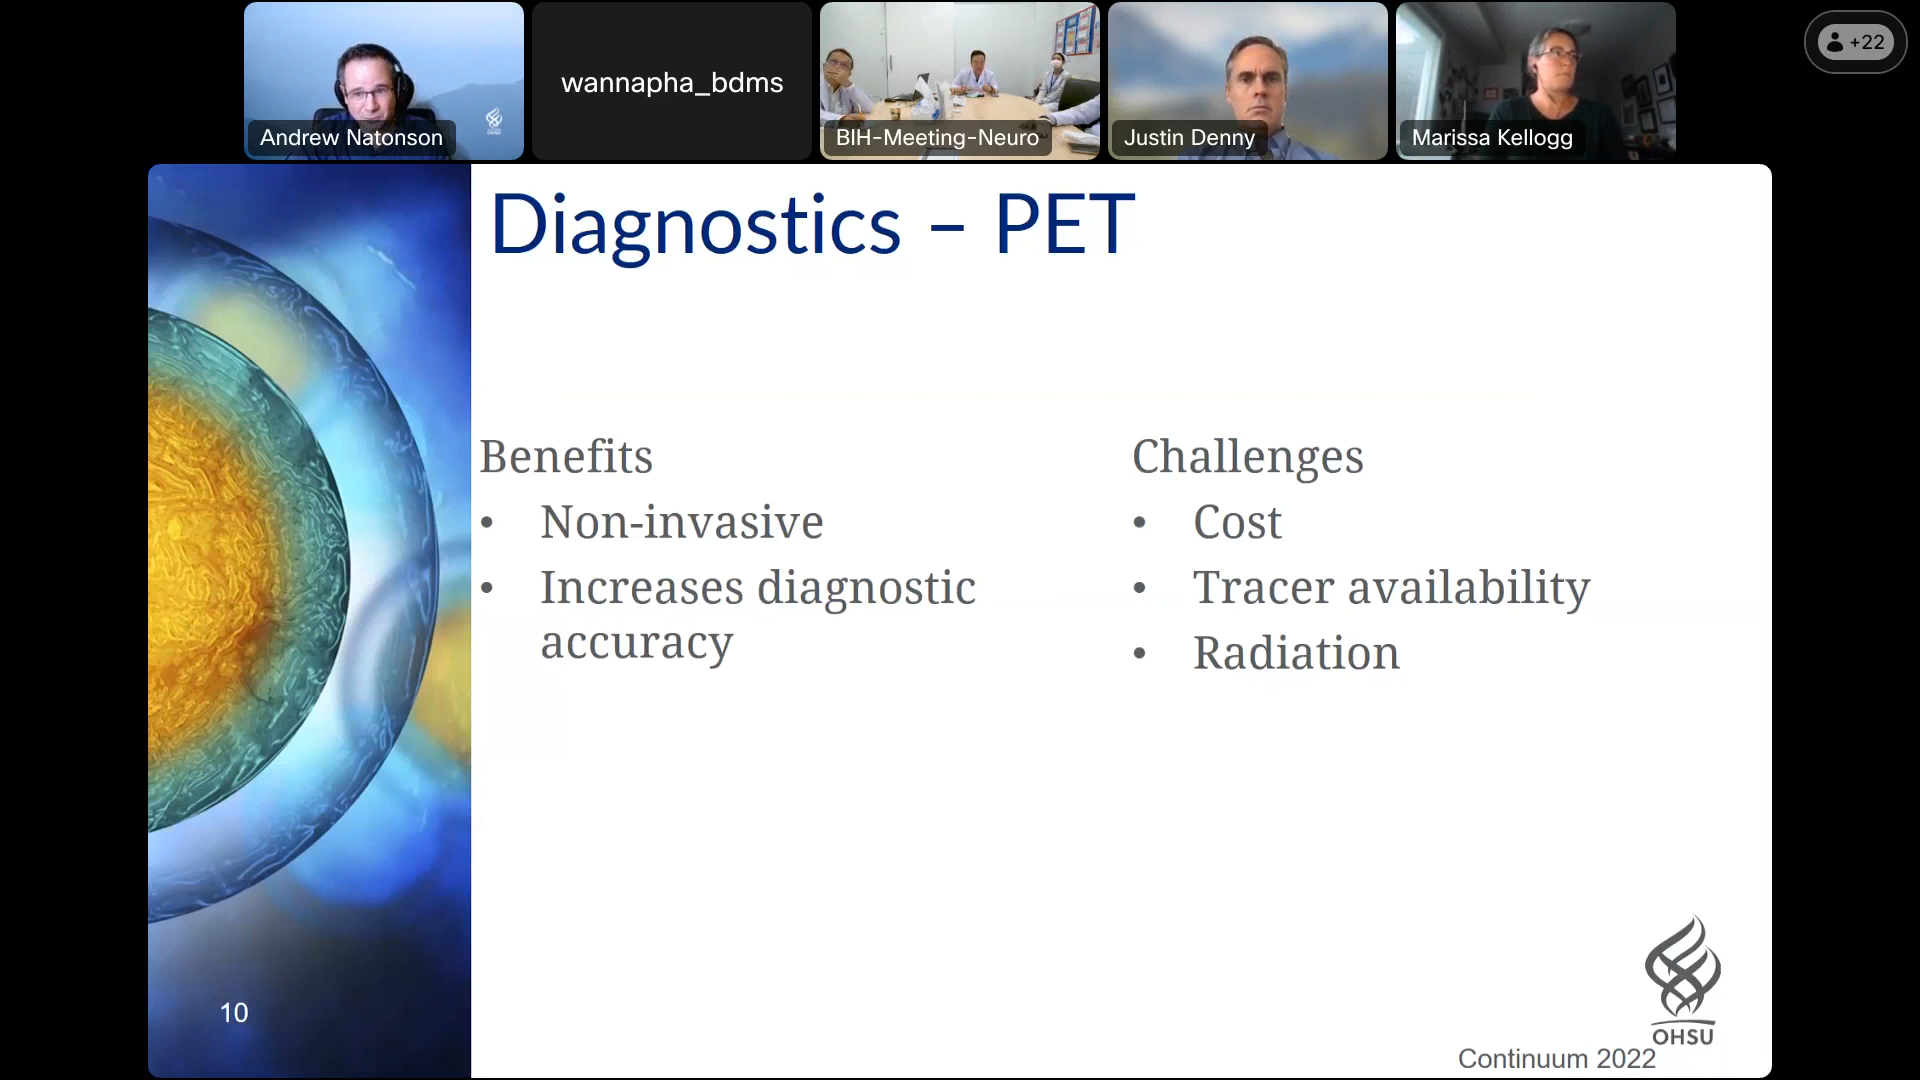 wannapha_bdms
+22
Andrew Natonson
BIH-Meeting-Neuro
Justin Denny
Marissa Kellogg
Diagnostics – PET
Benefits
• Non-invasive
• Increases diagnostic
accuracy
Challenges
• Cost
• Tracer availability
• Radiation
10
OHSU
Continuum 2022